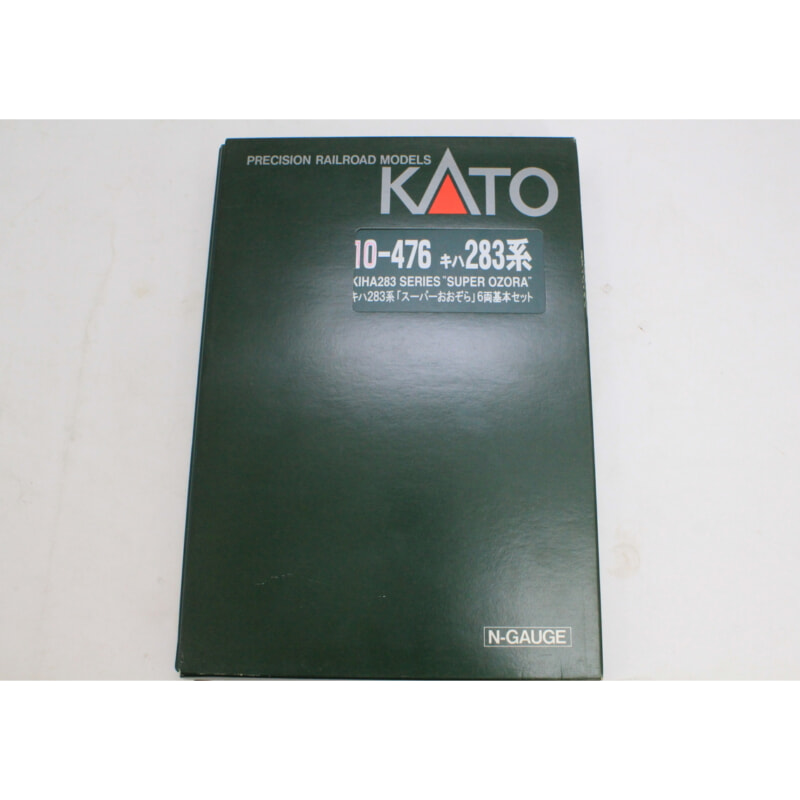 PRECISION RAILROAD MODELS
KATO
10-476 キハ283系
KIHA283 SERIES "SUPER OZORA"
キハ283系「スーパーおおぞら」6両基本セット
N-GAUGE